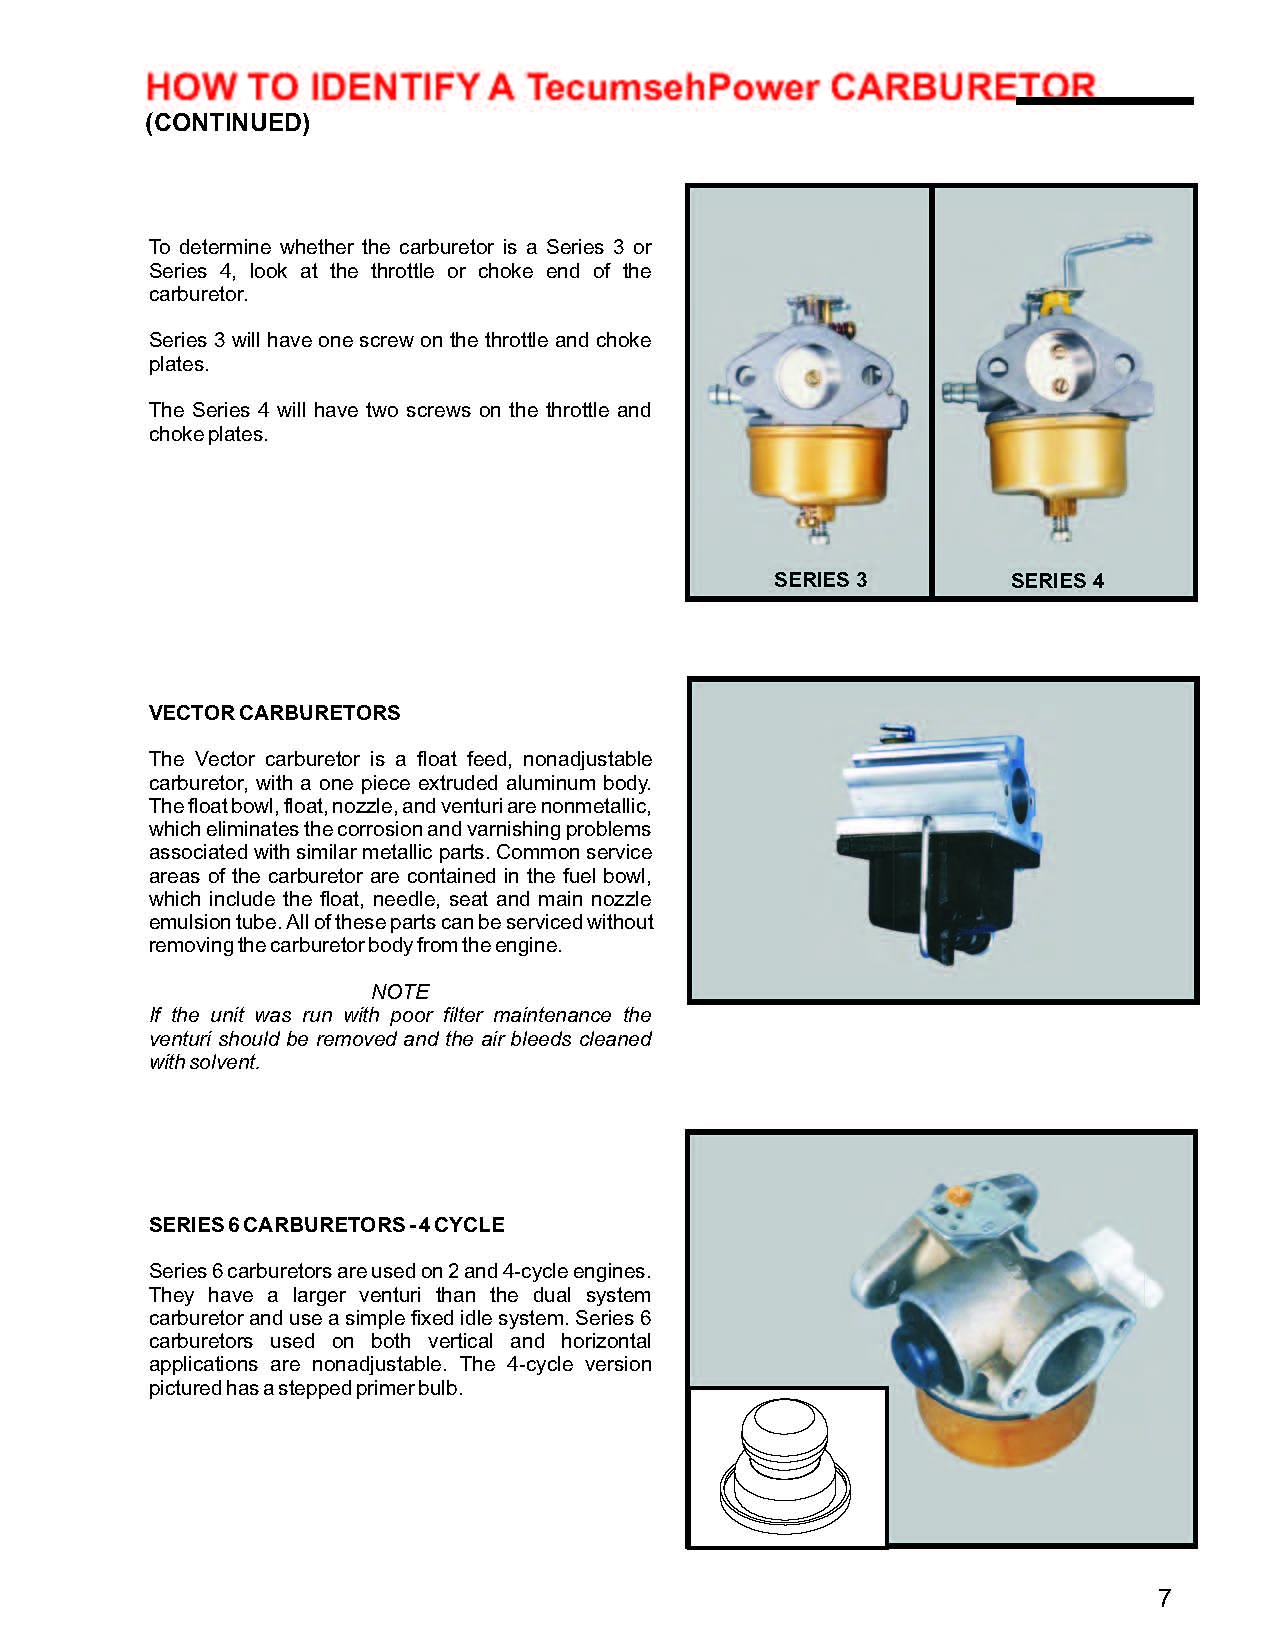 HOW TO IDENTIFY A TecumsehPower CARBURETOR
(CONTINUED)
To determine whether the carburetor is a Series 3 or
Series 4, look at the throttle or choke end of the
carburetor.
Series 3 will have one screw on the throttle and choke
plates.
The Series 4 will have two screws on the throttle and
choke plates.
SERIES 3
SERIES 4
VECTOR CARBURETORS
The Vector carburetor is a float feed, nonadjustable
carburetor, with a one piece extruded aluminum body.
The float bowl, float, nozzle, and venturi are nonmetallic,
which eliminates the corrosion and varnishing problems
associated with similar metallic parts. Common service
areas of the carburetor are contained in the fuel bowl,
which include the float, needle, seat and main nozzle
emulsion tube. All of these parts can be serviced without
removing the carburetor body from the engine.
NOTE
If the unit was run with poor filter maintenance the
venturi should be removed and the air bleeds cleaned
with solvent.
SERIES 6 CARBURETORS - 4 CYCLE
Series 6 carburetors are used on 2 and 4-cycle engines.
They have a larger venturi than the dual system
carburetor and use a simple fixed idle system. Series 6
carburetors used on both vertical and horizontal
applications are nonadjustable. The 4-cycle version
pictured has a stepped primer bulb.
7